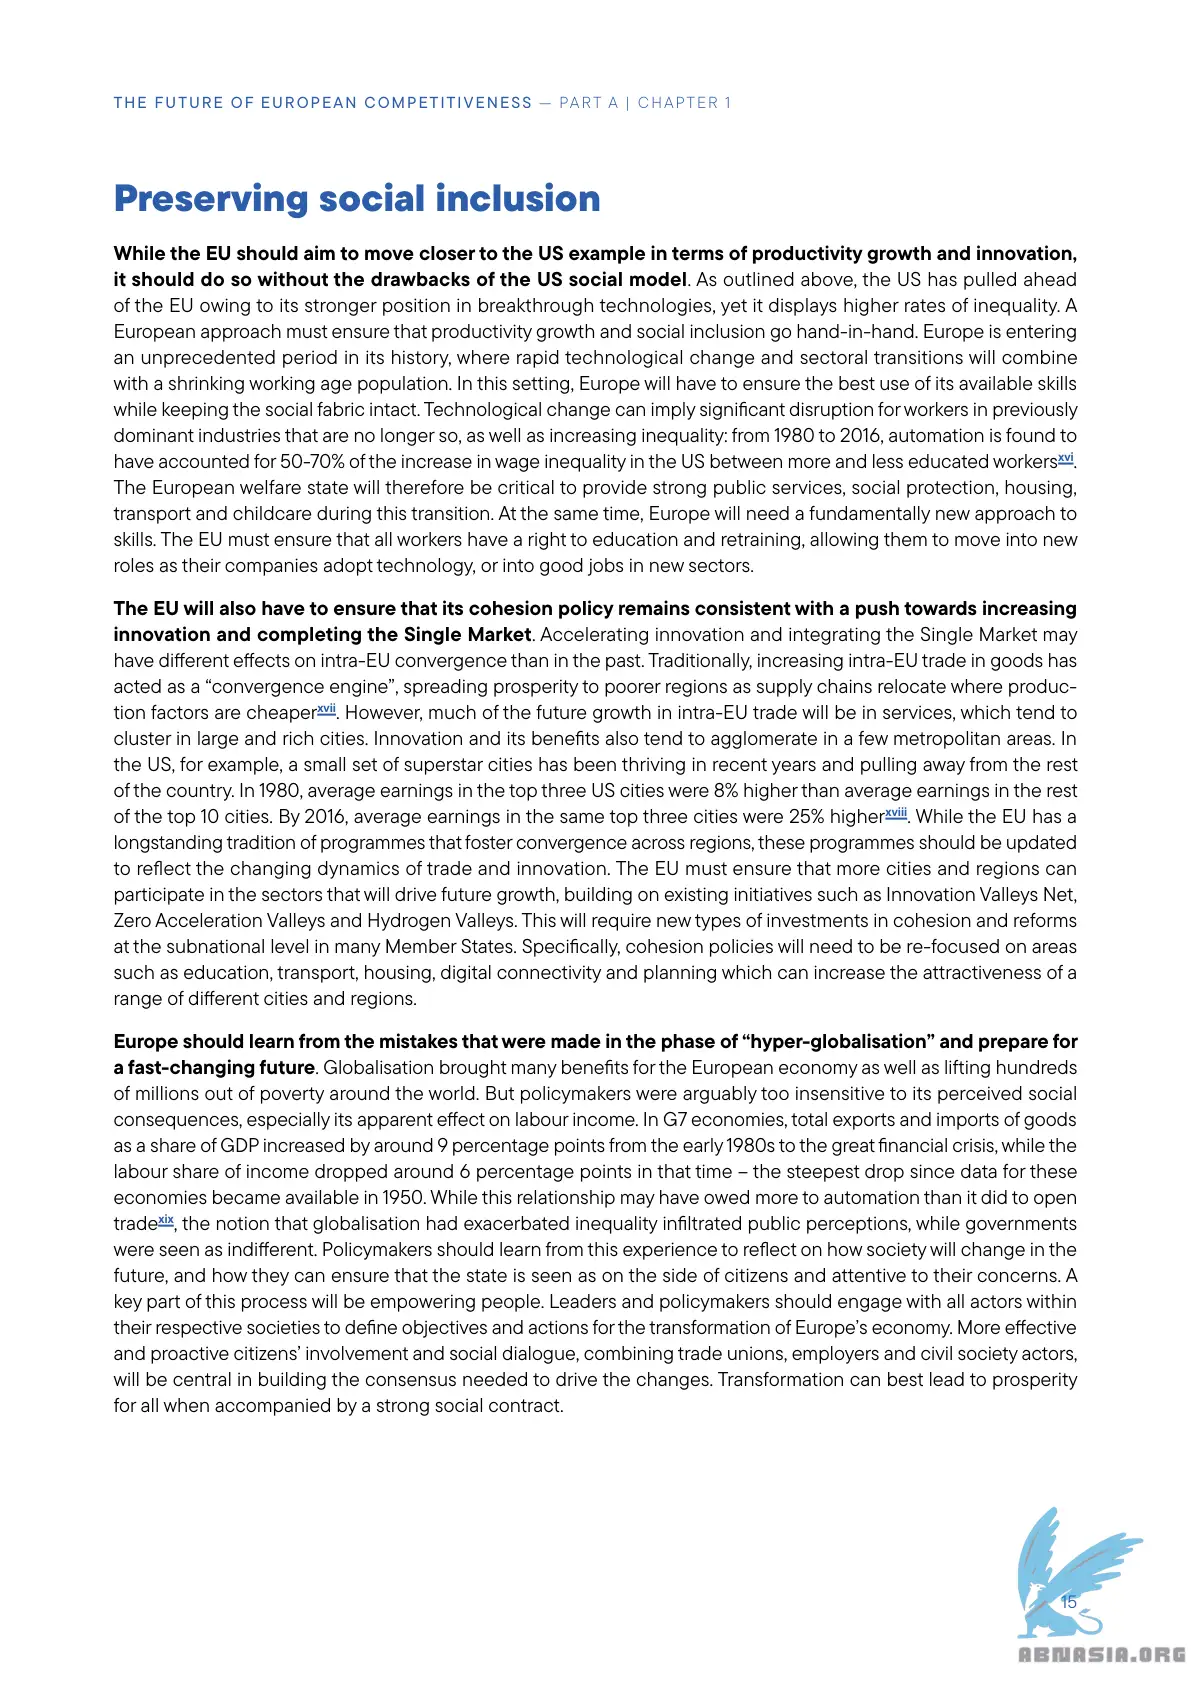 THE FUTURE OF EUROPEAN COMPETITIVENESS — PART A | CHAPTER 1
Preserving social inclusion
While the EU should aim to move closer to the US example in terms of productivity growth and innovation,
it should do so without the drawbacks of the US social model. As outlined above, the US has pulled ahead
of the EU owing to its stronger position in breakthrough technologies, yet it displays higher rates of inequality. A
European approach must ensure that productivity growth and social inclusion go hand-in-hand. Europe is entering
an unprecedented period in its history, where rapid technological change and sectoral transitions will combine
with a shrinking working age population. In this setting, Europe will have to ensure the best use of its available skills
while keeping the social fabric intact. Technological change can imply significant disruption for workers in previously
dominant industries that are no longer so, as well as increasing inequality: from 1980 to 2016, automation is found to
have accounted for 50-70% of the increase in wage inequality in the US between more and less educated workersxvi.
The European welfare state will therefore be critical to provide strong public services, social protection, housing,
transport and childcare during this transition. At the same time, Europe will need a fundamentally new approach to
skills. The EU must ensure that all workers have a right to education and retraining, allowing them to move into new
roles as their companies adopt technology, or into good jobs in new sectors.
The EU will also have to ensure that its cohesion policy remains consistent with a push towards increasing
innovation and completing the Single Market. Accelerating innovation and integrating the Single Market may
have different effects on intra-EU convergence than in the past. Traditionally, increasing intra-EU trade in goods has
acted as a “convergence engine”, spreading prosperity to poorer regions as supply chains relocate where produc-
tion factors are cheaperxvii. However, much of the future growth in intra-EU trade will be in services, which tend to
cluster in large and rich cities. Innovation and its benefits also tend to agglomerate in a few metropolitan areas. In
the US, for example, a small set of superstar cities has been thriving in recent years and pulling away from the rest
of the country. In 1980, average earnings in the top three US cities were 8% higher than average earnings in the rest
of the top 10 cities. By 2016, average earnings in the same top three cities were 25% higherxviii. While the EU has a
longstanding tradition of programmes that foster convergence across regions, these programmes should be updated
to reflect the changing dynamics of trade and innovation. The EU must ensure that more cities and regions can
participate in the sectors that will drive future growth, building on existing initiatives such as Innovation Valleys Net,
Zero Acceleration Valleys and Hydrogen Valleys. This will require new types of investments in cohesion and reforms
at the subnational level in many Member States. Specifically, cohesion policies will need to be re-focused on areas
such as education, transport, housing, digital connectivity and planning which can increase the attractiveness of a
range of different cities and regions.
Europe should learn from the mistakes that were made in the phase of “hyper-globalisation” and prepare for
a fast-changing future. Globalisation brought many benefits for the European economy as well as lifting hundreds
of millions out of poverty around the world. But policymakers were arguably too insensitive to its perceived social
consequences, especially its apparent effect on labour income. In G7 economies, total exports and imports of goods
as a share of GDP increased by around 9 percentage points from the early 1980s to the great financial crisis, while the
labour share of income dropped around 6 percentage points in that time – the steepest drop since data for these
economies became available in 1950. While this relationship may have owed more to automation than it did to open
tradexix, the notion that globalisation had exacerbated inequality infiltrated public perceptions, while governments
were seen as indifferent. Policymakers should learn from this experience to reflect on how society will change in the
future, and how they can ensure that the state is seen as on the side of citizens and attentive to their concerns. A
key part of this process will be empowering people. Leaders and policymakers should engage with all actors within
their respective societies to define objectives and actions for the transformation of Europe’s economy. More effective
and proactive citizens’ involvement and social dialogue, combining trade unions, employers and civil society actors,
will be central in building the consensus needed to drive the changes. Transformation can best lead to prosperity
for all when accompanied by a strong social contract.
15
ABNASIA.ORG